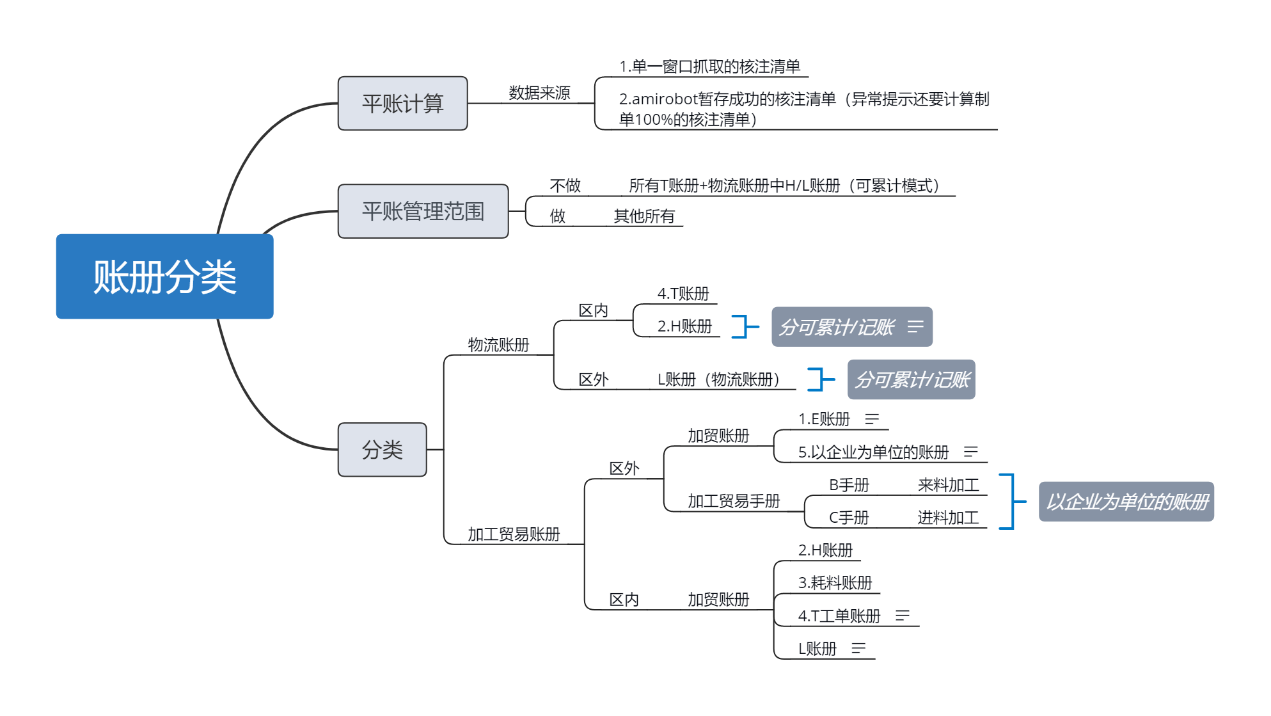 账册分类
平账计算
数据来源
1.单一窗口抓取的核注清单
2.amirobot暂存成功的核注清单（异常提示还要计算制
单100%的核注清单）
平账管理范围
不做
所有T账册+物流账册中H/L账册（可累计模式）
做
其他所有
分类
物流账册
区内
4.T账册
2.H账册
分可累计/记账
区外
L账册（物流账册）
分可累计/记账
加工贸易账册
区外
加贸账册
1.E账册
5.以企业为单位的账册
加工贸易手册
B手册
来料加工
C手册
进料加工
以企业为单位的账册
区内
加贸账册
2.H账册
3.耗料账册
4.T工单账册
L账册